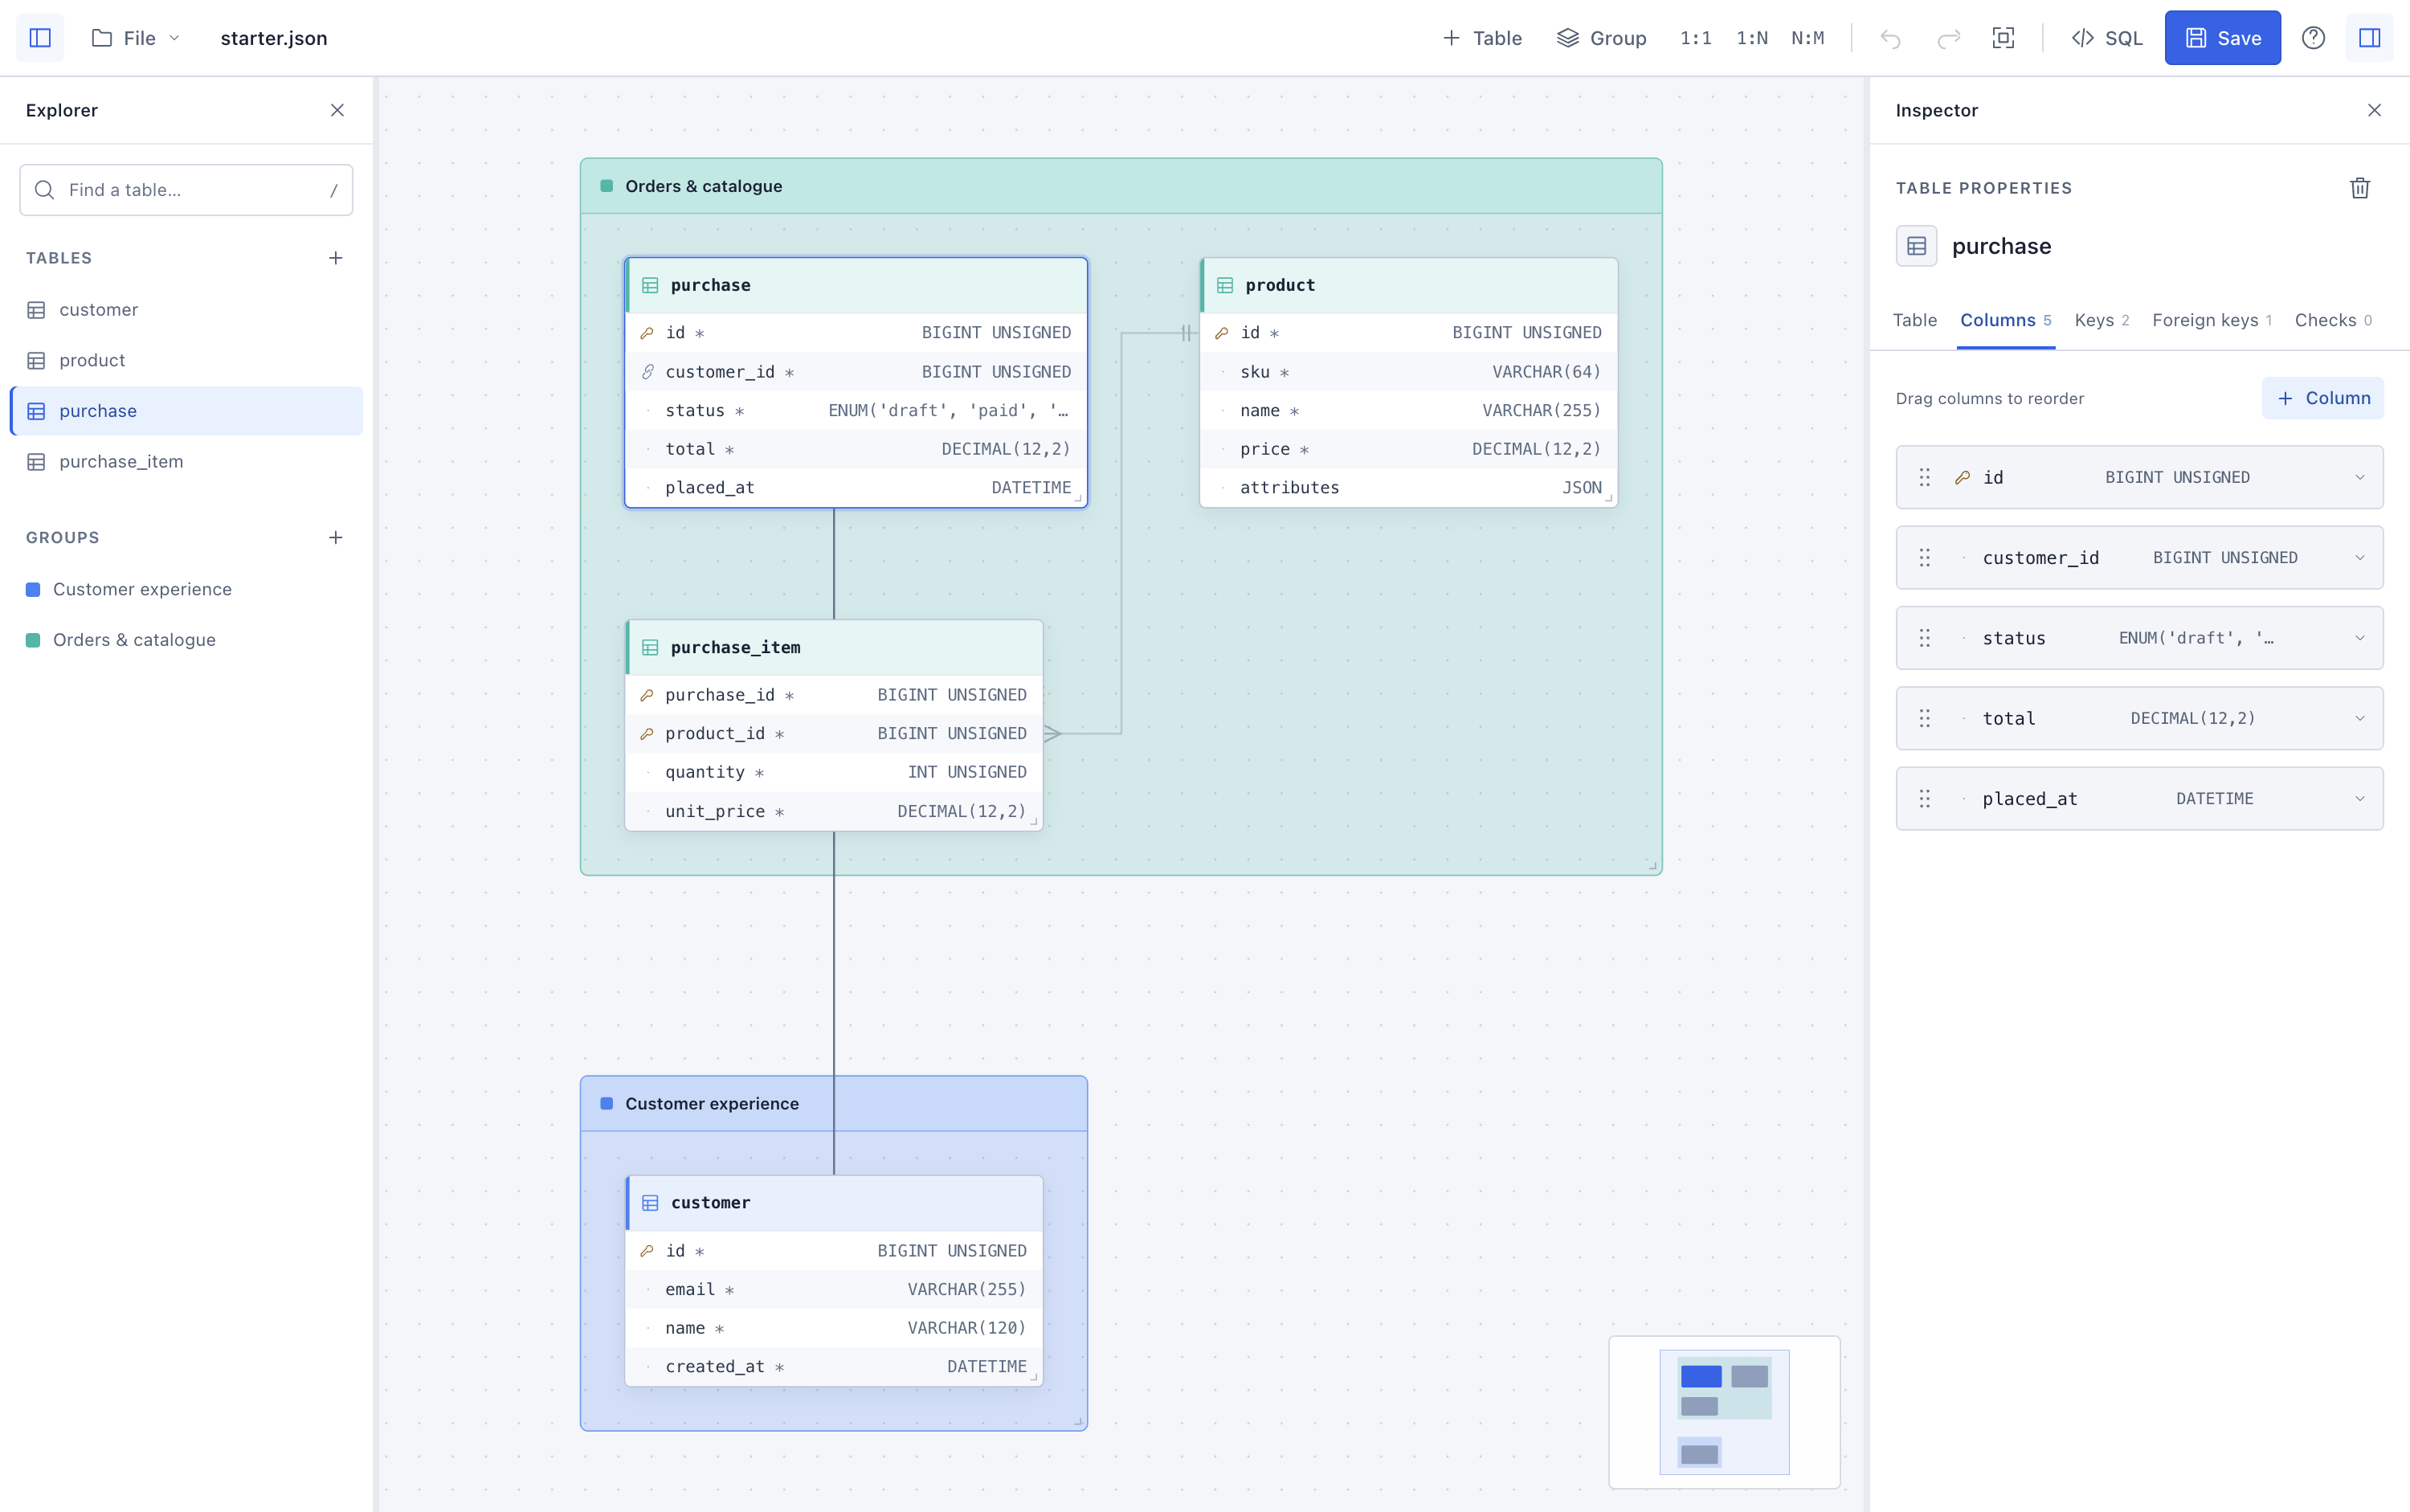 File
starter.json
Table
Group
1:1
1:N
N:M
SQL
Save
Explorer
Find a table...
/
TABLES
customer
product
purchase
purchase_item
GROUPS
Customer experience
Orders & catalogue
Orders & catalogue
purchase
id * BIGINT UNSIGNED
customer_id * BIGINT UNSIGNED
status * ENUM('draft', 'paid', '…
total * DECIMAL(12,2)
placed_at DATETIME
product
id * BIGINT UNSIGNED
sku * VARCHAR(64)
name * VARCHAR(255)
price * DECIMAL(12,2)
attributes JSON
purchase_item
purchase_id * BIGINT UNSIGNED
product_id * BIGINT UNSIGNED
quantity * INT UNSIGNED
unit_price * DECIMAL(12,2)
Customer experience
customer
id * BIGINT UNSIGNED
email * VARCHAR(255)
name * VARCHAR(120)
created_at * DATETIME
Inspector
TABLE PROPERTIES
purchase
Table Columns 5 Keys 2 Foreign keys 1 Checks 0
Drag columns to reorder
+ Column
id BIGINT UNSIGNED
customer_id BIGINT UNSIGNED
status ENUM('draft', '…
total DECIMAL(12,2)
placed_at DATETIME